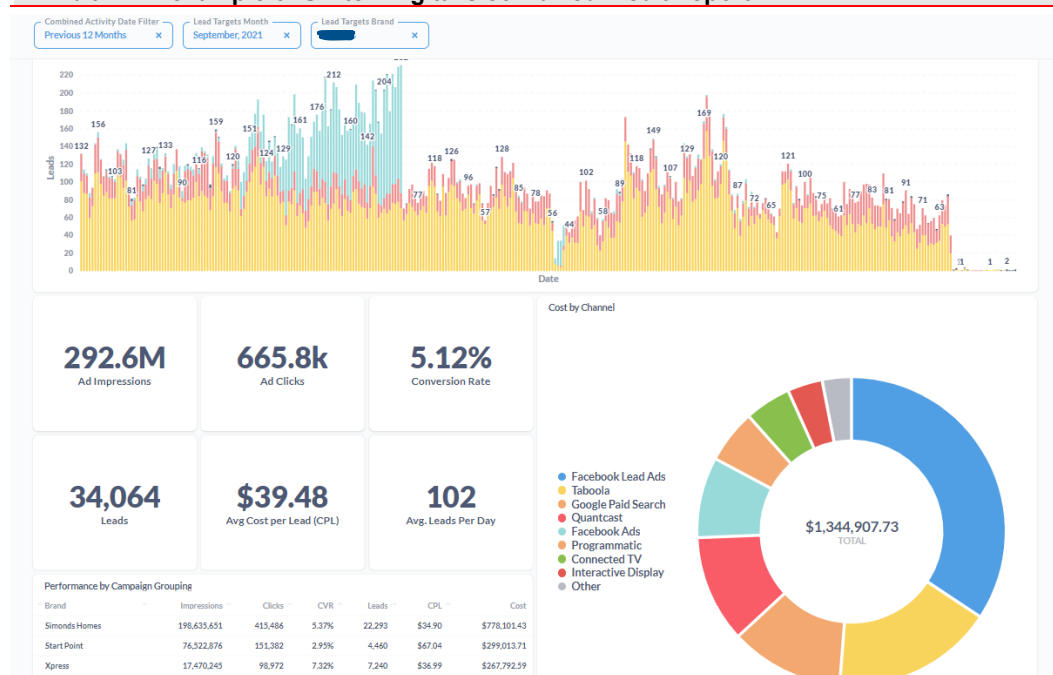 Combined Activity Date Filter
Previous 12 Months ×
Lead Targets Month
September, 2021 ×
Lead Targets Brand
×
220
200
180
160
140
120
100
80
60
40
20
0
Leads
132
156
103
81
127
133
90
116
159
120
151
124
129
161
176
212
160
142
204
77
118
126
96
57
128
85
78
56
44
102
58
89
118
149
107
129
169
120
87
72
65
121
100
75
61
77
83
81
91
71
63
1
1
2
Date
292.6M
Ad Impressions
665.8k
Ad Clicks
5.12%
Conversion Rate
34,064
Leads
$39.48
Avg Cost per Lead (CPL)
102
Avg. Leads Per Day
Cost by Channel
Facebook Lead Ads
Taboola
Google Paid Search
Quantcast
Facebook Ads
Programmatic
Connected TV
Interactive Display
Other
$1,344,907.73
TOTAL
Performance by Campaign Grouping
Brand Impressions Clicks CVR Leads CPL Cost
Simonds Homes 198,635,651 415,486 5.37% 22,293 $34.90 $778,101.43
Start Point 76,522,876 151,382 2.95% 4,460 $67.04 $299,013.71
Xpress 17,470,245 98,972 7.32% 7,240 $36.99 $267,792.59